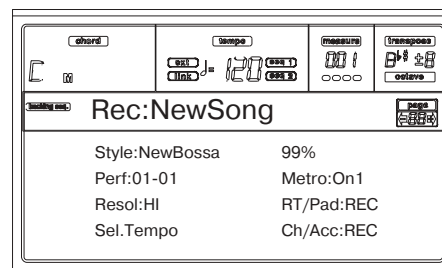 chord tempo measure transpose
ext seq 1
link ♩= 120 seq 2 001
octave
backing seq. Rec:NewSong page
Style:NewBossa 99%
Perf:01-01 Metro:On1
Resol:HI RT/Pad:REC
Sel.Tempo Ch/Acc:REC